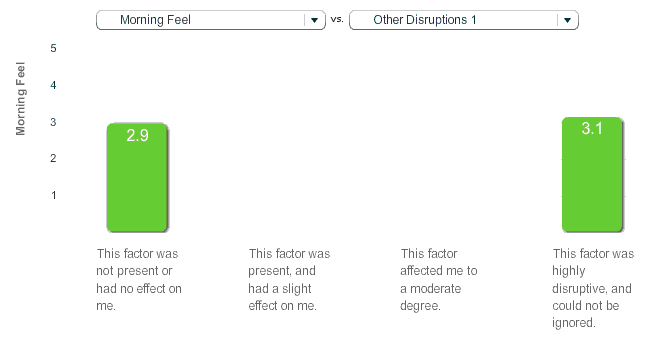 Morning Feel vs. Other Disruptions 1
Morning Feel
5
4
3
2
1
2.9
3.1
This factor was
not present or
had no effect on
me.
This factor was
present, and
had a slight
effect on me.
This factor
affected me to
a moderate
degree.
This factor was
highly
disruptive, and
could not be
ignored.